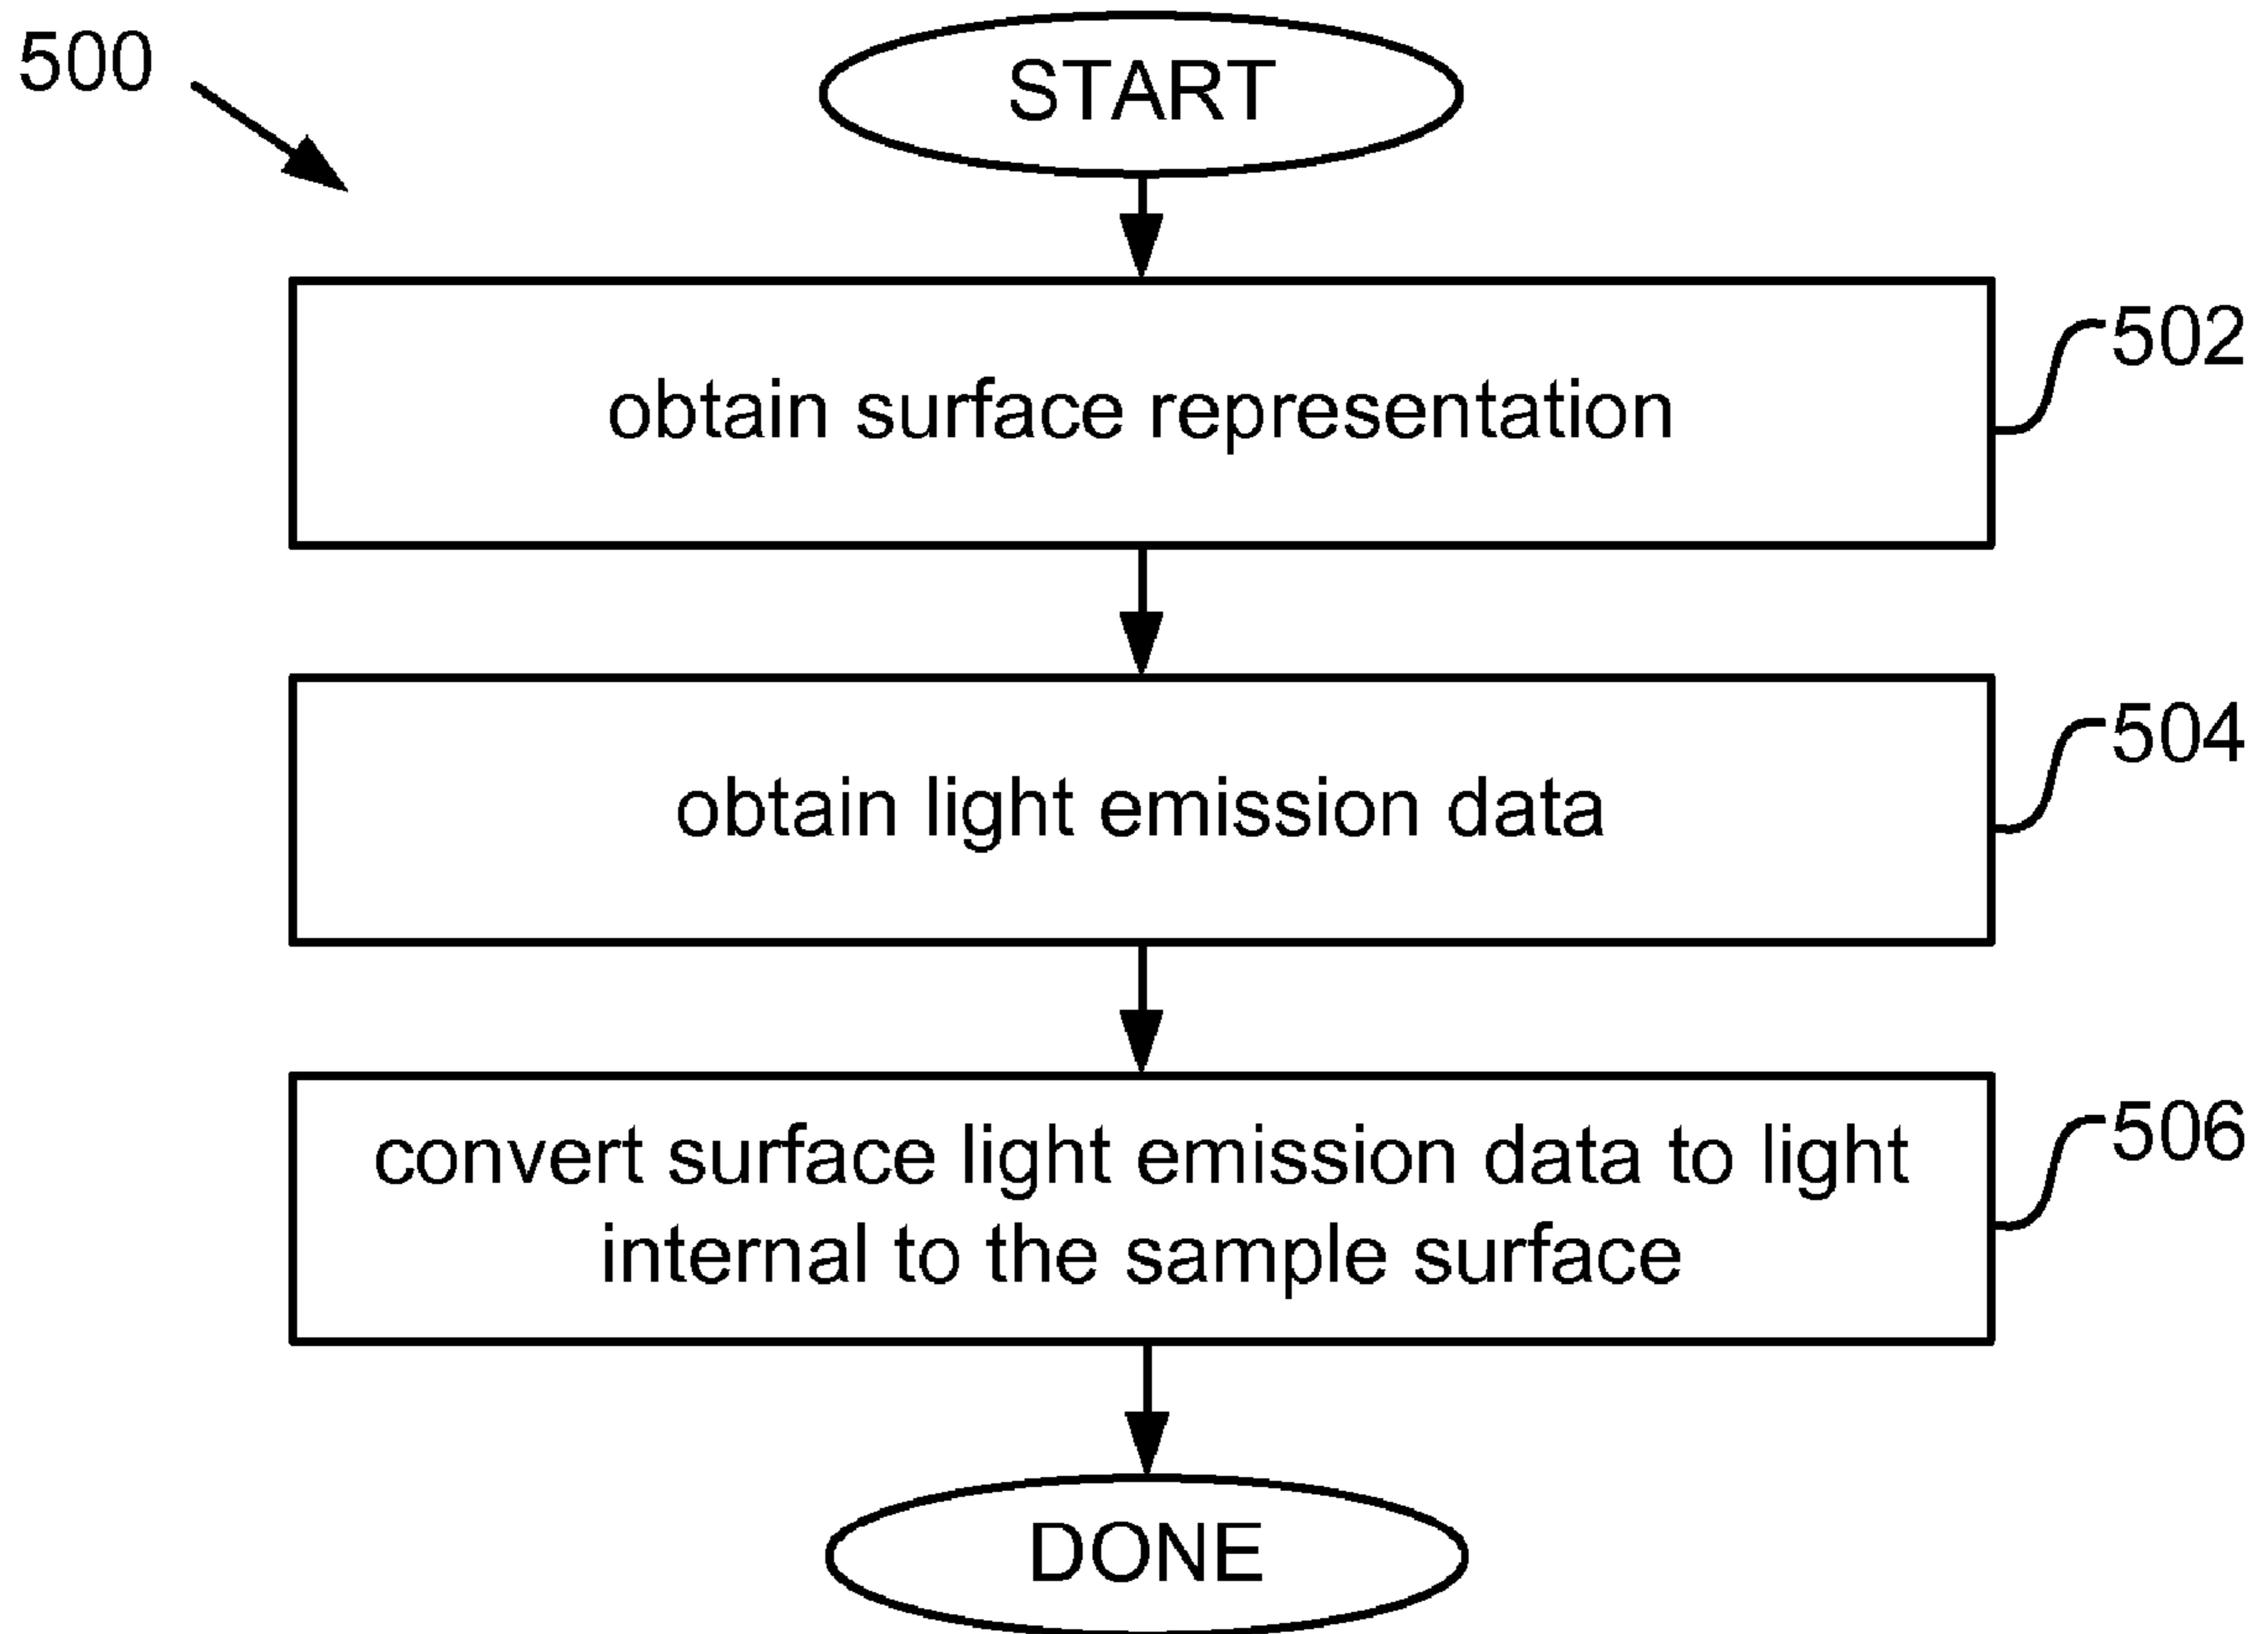 500
START
obtain surface representation
502
obtain light emission data
504
convert surface light emission data to light
internal to the sample surface
506
DONE